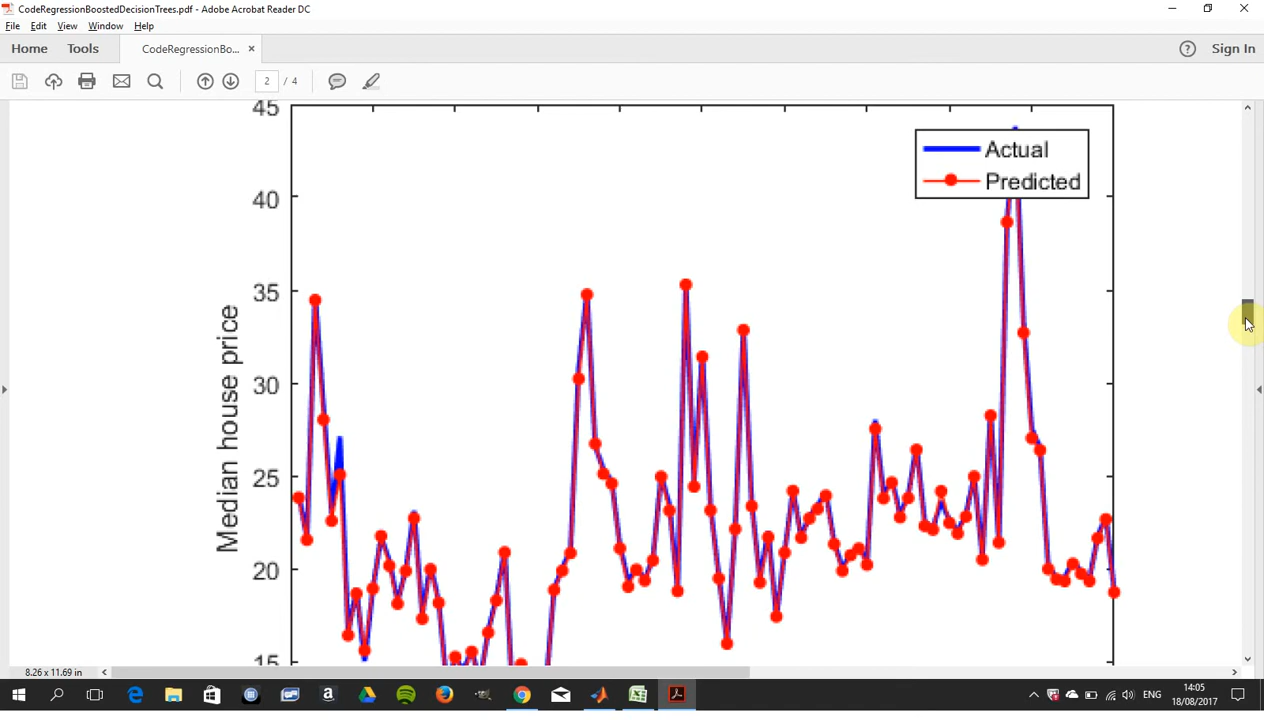 CodeRegressionBoostedDecisionTrees.pdf - Adobe Acrobat Reader DC
File Edit View Window Help
Home Tools CodeRegressionBo... × ? Sign In
2 / 4
45
Actual
Predicted
40
35
30
25
20
15
Median house price
8.26 x 11.69 in
ENG
14:05
18/08/2017